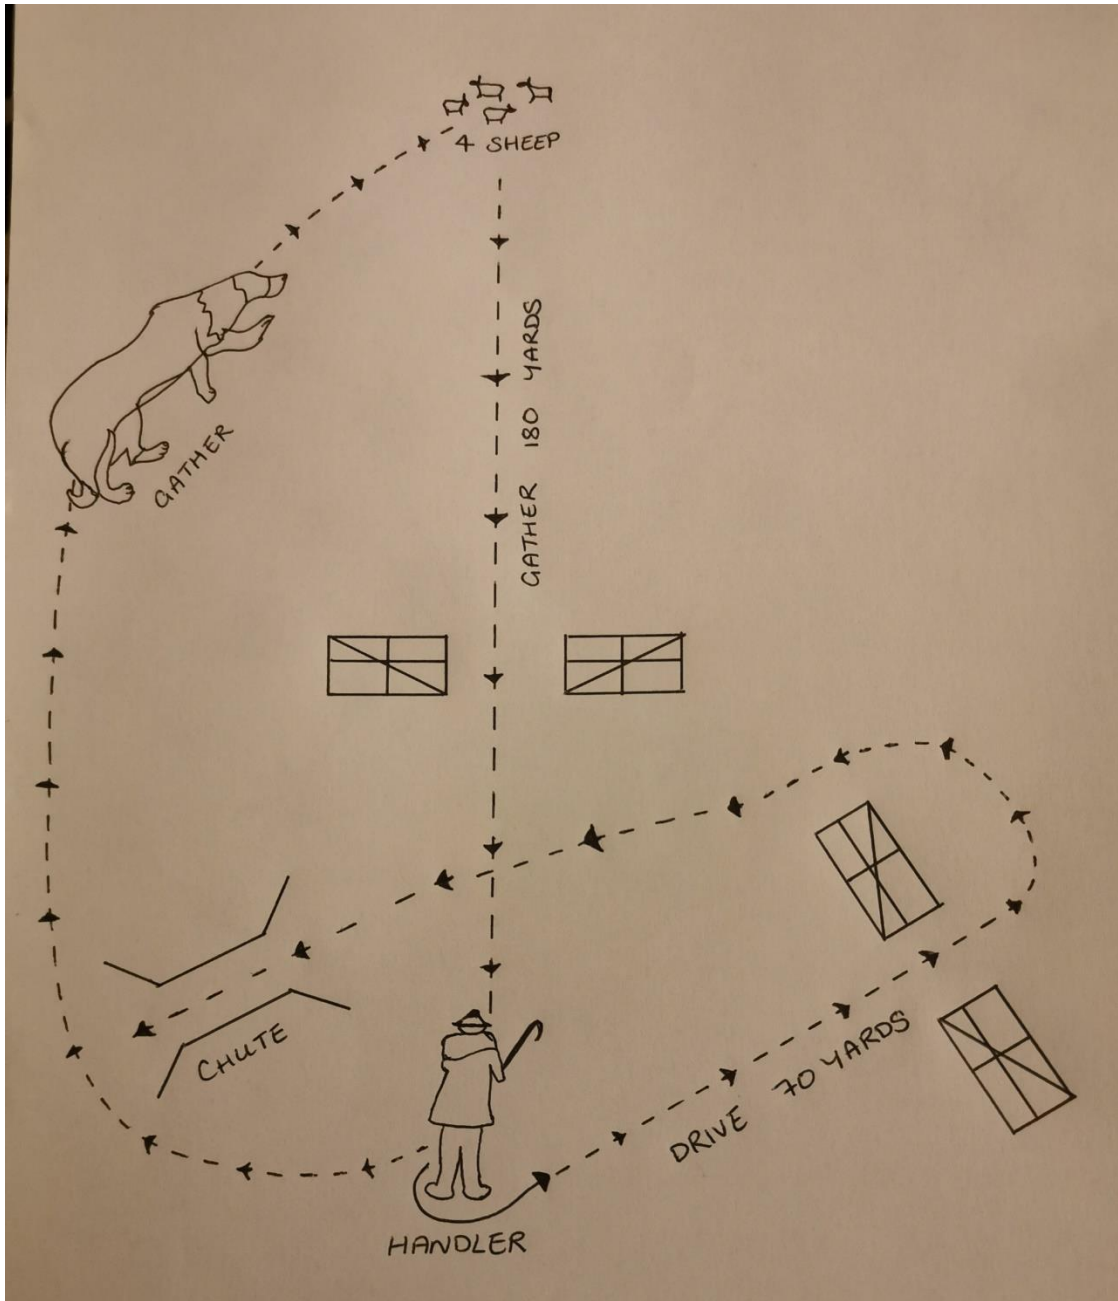 4 SHEEP
GATHER 180 YARDS
GATHER
DRIVE 70 YARDS
CHUTE
HANDLER